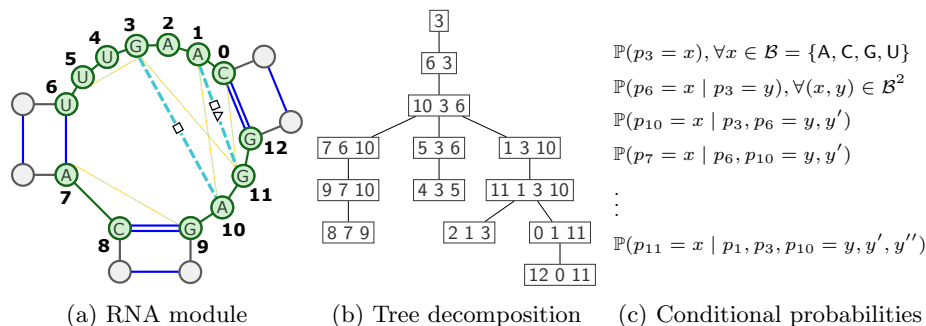 3
2
1
4
5
0
6
12
11
7
10
8
9
U
U
U
G
A
A
C
G
G
A
G
C
A
3
6 3
10 3 6
7 6 10
5 3 6
1 3 10
9 7 10
4 3 5
11 1 3 10
8 7 9
2 1 3
0 1 11
12 0 11
ℙ(p₃ = x), ∀x ∈ ℬ = {A, C, G, U}
ℙ(p₆ = x | p₃ = y), ∀(x, y) ∈ ℬ²
ℙ(p₁₀ = x | p₃, p₆ = y, y′)
ℙ(p₇ = x | p₆, p₁₀ = y, y′)
⋮
ℙ(p₁₁ = x | p₁, p₃, p₁₀ = y, y′, y″)
(a) RNA module
(b) Tree decomposition
(c) Conditional probabilities